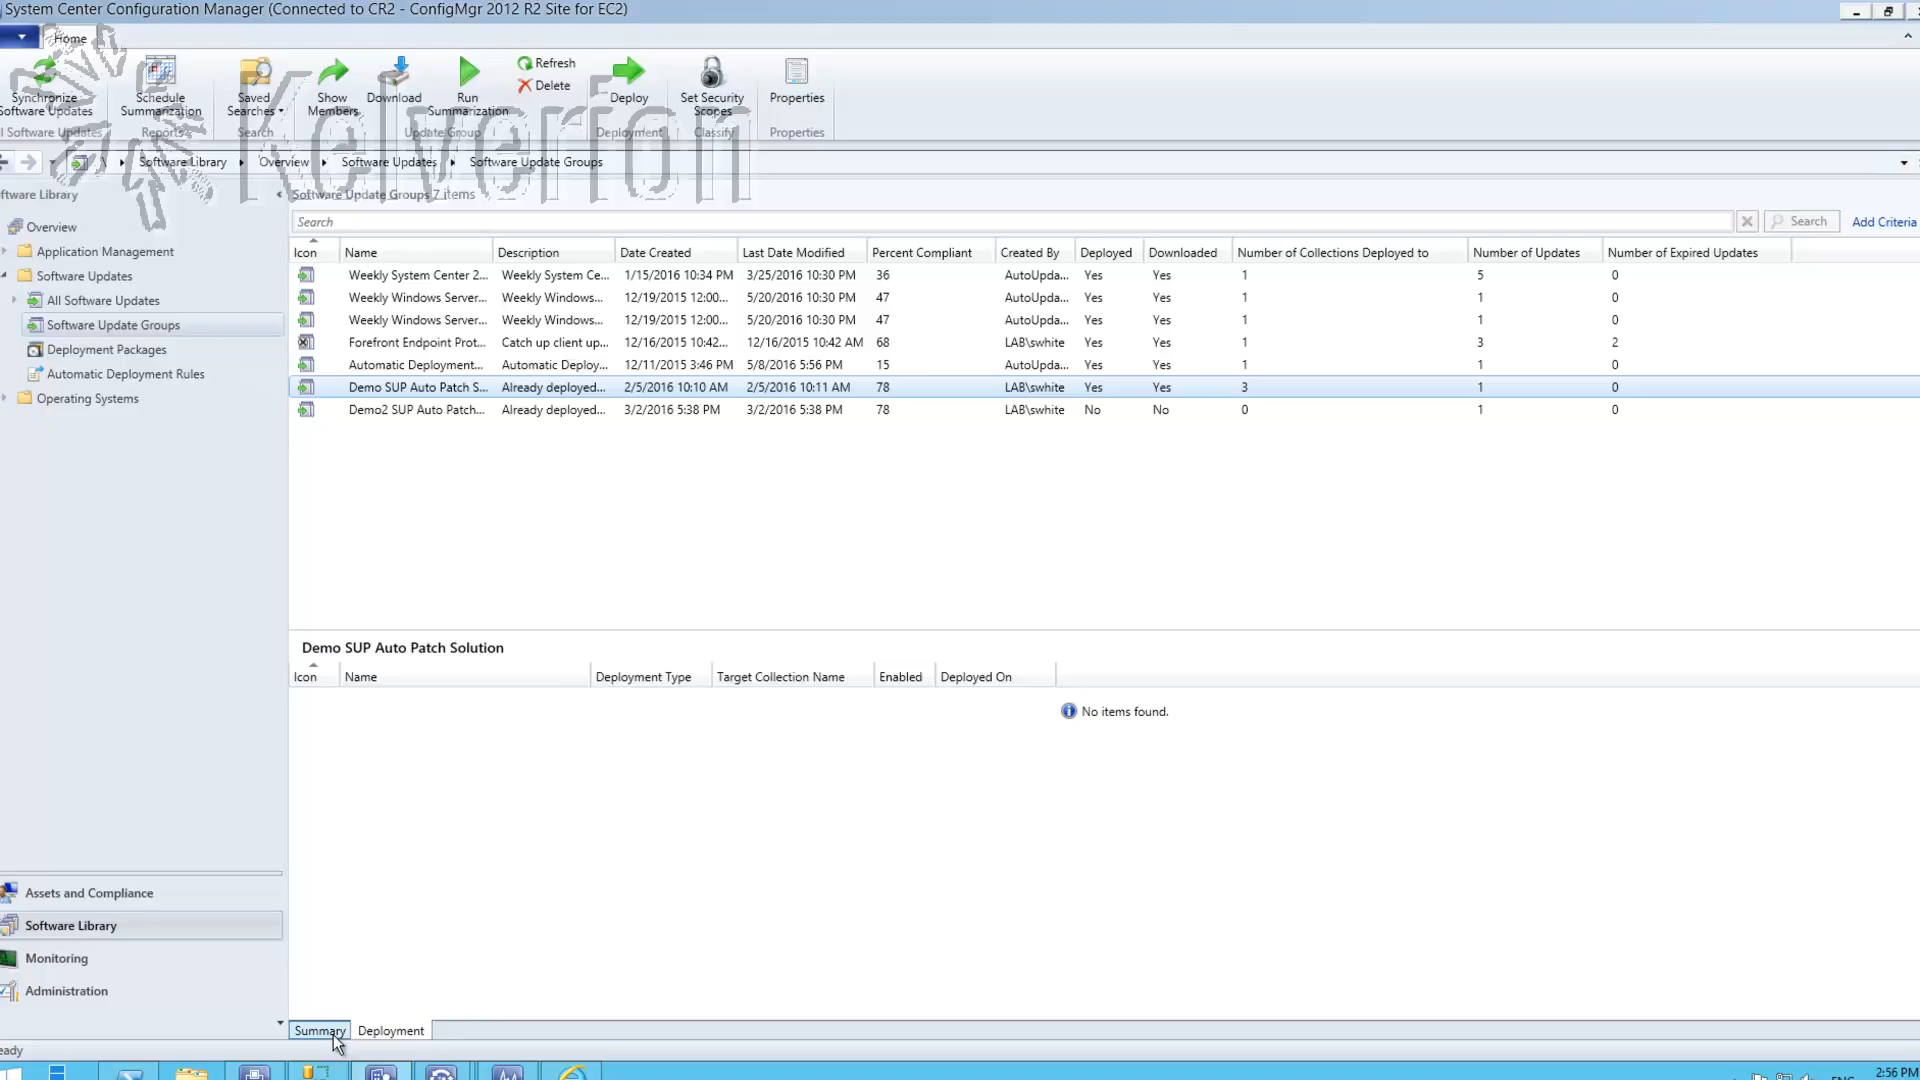 System Center Configuration Manager (Connected to CR2 - ConfigMgr 2012 R2 Site for EC2)
Home
Synchronize Software Updates
Schedule Summarization
Saved Searches
Show Members
Download
Run Summarization
Refresh
Delete
Deploy
Set Security Scopes
Properties
ll Software Updates
Reports
Search
Update Group
Deployment
Classify
Properties
Kelverion
\ Software Library Overview Software Updates Software Update Groups
ftware Library
Software Update Groups 7 items
Search
Search
Add Criteria
Overview
Application Management
Software Updates
All Software Updates
Software Update Groups
Deployment Packages
Automatic Deployment Rules
Operating Systems
Icon Name Description Date Created Last Date Modified Percent Compliant Created By Deployed Downloaded Number of Collections Deployed to Number of Updates Number of Expired Updates
Weekly System Center 2... Weekly System Ce... 1/15/2016 10:34 PM 3/25/2016 10:30 PM 36 AutoUpda... Yes Yes 1 5 0
Weekly Windows Server... Weekly Windows... 12/19/2015 12:00... 5/20/2016 10:30 PM 47 AutoUpda... Yes Yes 1 1 0
Weekly Windows Server... Weekly Windows... 12/19/2015 12:00... 5/20/2016 10:30 PM 47 AutoUpda... Yes Yes 1 1 0
Forefront Endpoint Prot... Catch up client up... 12/16/2015 10:42... 12/16/2015 10:42 AM 68 LAB\swhite Yes Yes 1 3 2
Automatic Deployment... Automatic Deploy... 12/11/2015 3:46 PM 5/8/2016 5:56 PM 15 AutoUpda... Yes Yes 1 1 0
Demo SUP Auto Patch S... Already deployed... 2/5/2016 10:10 AM 2/5/2016 10:11 AM 78 LAB\swhite Yes Yes 3 1 0
Demo2 SUP Auto Patch... Already deployed... 3/2/2016 5:38 PM 3/2/2016 5:38 PM 78 LAB\swhite No No 0 1 0
Demo SUP Auto Patch Solution
Icon Name Deployment Type Target Collection Name Enabled Deployed On
No items found.
Assets and Compliance
Software Library
Monitoring
Administration
Summary Deployment
eady
ENG
2:56 PM